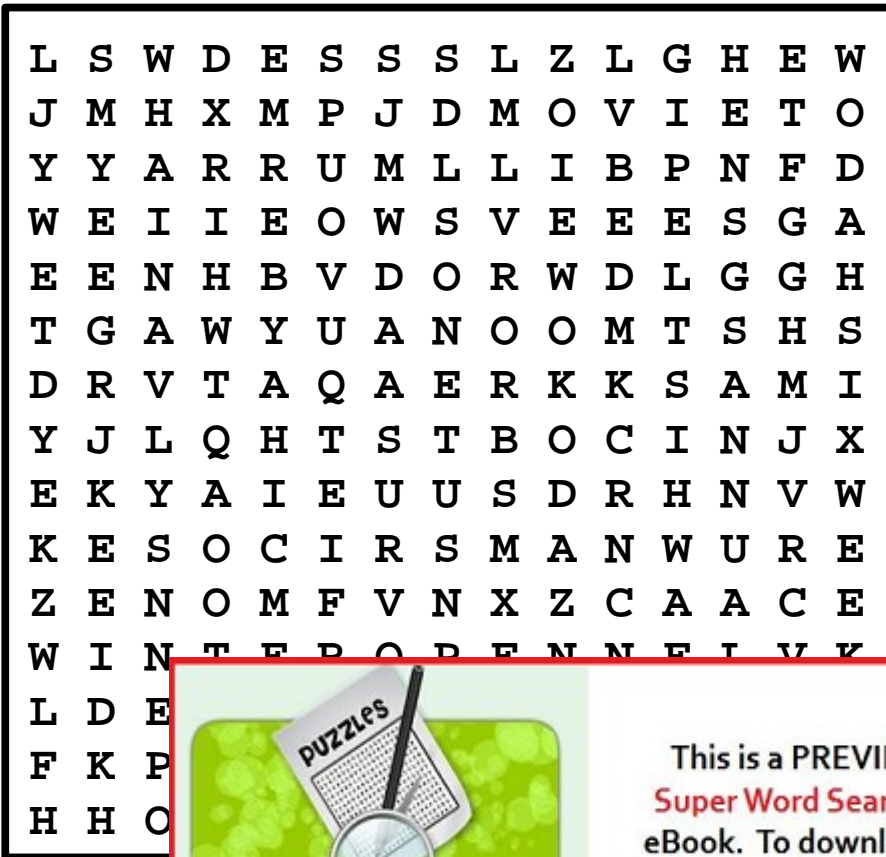 L S W D E S S S L Z L G H E W
J M H X M P J D M O V I E T O
Y Y A R R U M L L I B P N F D
W E I I E O W S V E E E S G A
E E N H B V D O R W D L G G H
T G A W Y U A N O O M T S H S
D R V T A Q A E R K K S A M I
Y J L Q H T S T B O C I N J X
E K Y A I E U U S D R H N V W
K E S O C I R S M A N W U R E
Z E N O M F V N X Z C A A C E
W I N
L D E
F K P
H H O
PUZZLES
This is a PREVI
Super Word Sear
eBook. To downl